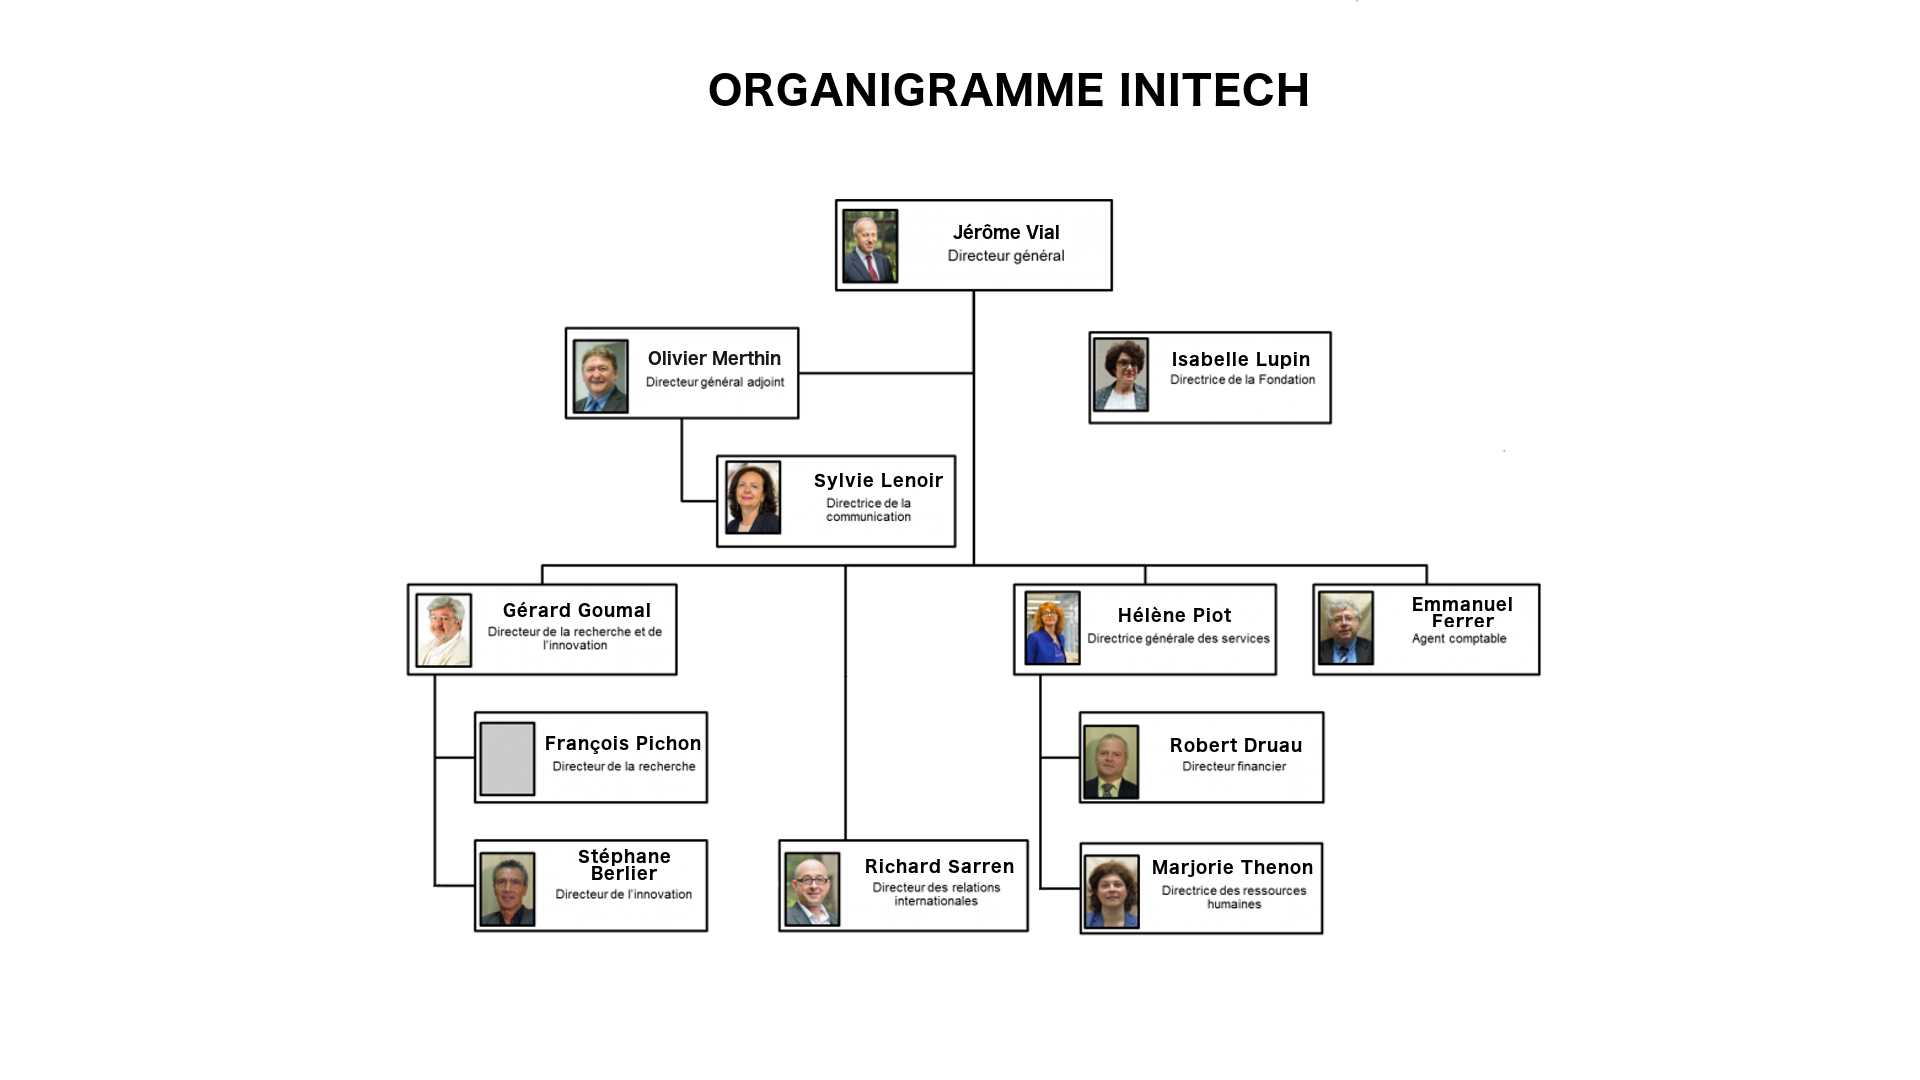 ORGANIGRAMME INITECH
Jérôme Vial
Directeur général
Olivier Merthin
Directeur général adjoint
Isabelle Lupin
Directrice de la Fondation
Sylvie Lenoir
Directrice de la
communication
Gérard Goumal
Directeur de la recherche et de
l'innovation
Hélène Piot
Directrice générale des services
Emmanuel
Ferrer
Agent comptable
François Pichon
Directeur de la recherche
Robert Druau
Directeur financier
Stéphane
Berlier
Directeur de l'innovation
Richard Sarren
Directeur des relations
internationales
Marjorie Thenon
Directrice des ressources
humaines